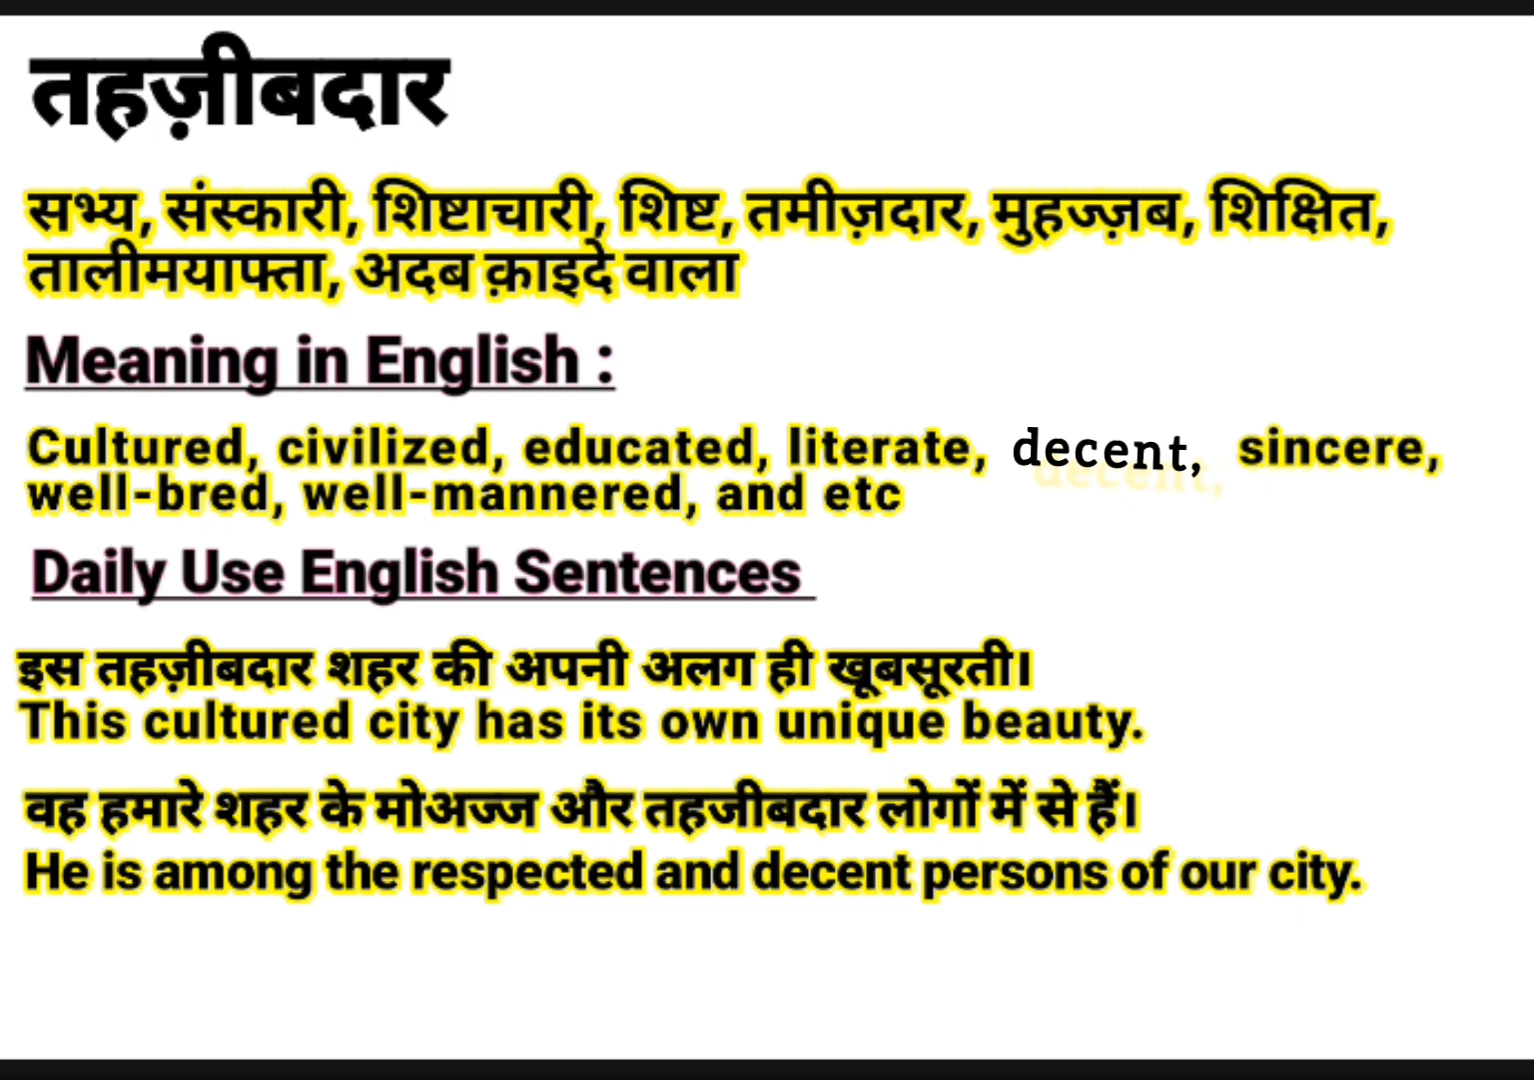 तहज़ीबदार
सभ्य, संस्कारी, शिष्टाचारी, शिष्ट, तमीज़दार, मुहज्ज़ब, शिक्षित,
तालीमयाफ्ता, अदब क़ाइदे वाला
Meaning in English :
Cultured, civilized, educated, literate, decent, sincere,
well-bred, well-mannered, and etc
Daily Use English Sentences
इस तहज़ीबदार शहर की अपनी अलग ही खूबसूरती।
This cultured city has its own unique beauty.
वह हमारे शहर के मोअज्ज और तहजीबदार लोगों में से हैं।
He is among the respected and decent persons of our city.